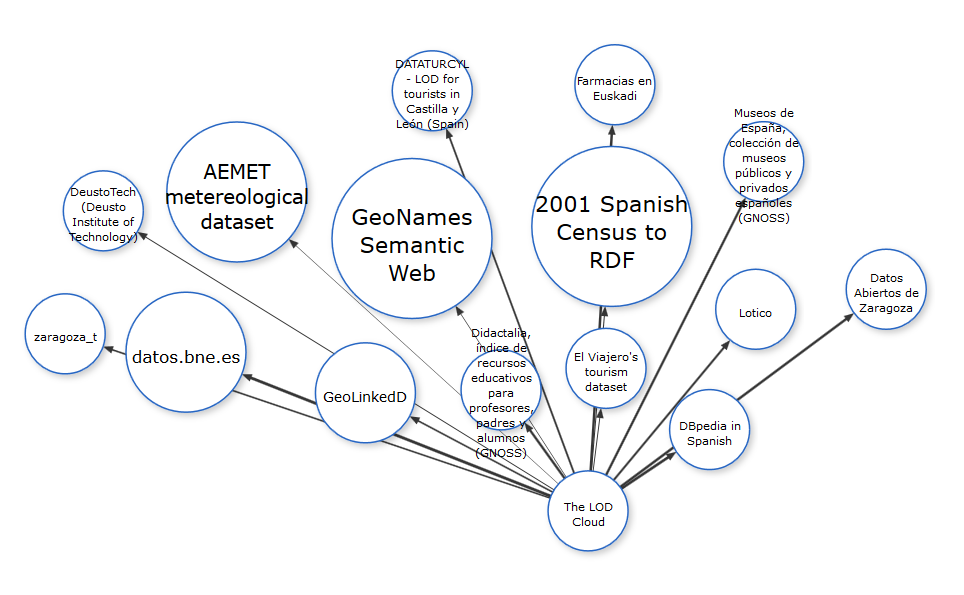 DATATURCYL
- LOD for
tourists in
Castilla y
León (Spain)
Farmacias en
Euskadi
Museos de
España,
colección de
museos
públicos y
privados
españoles
(GNOSS)
AEMET
metereological
dataset
DeustoTech
(Deusto
Institute of
Technology)
GeoNames
Semantic
Web
2001 Spanish
Census to
RDF
Datos
Abiertos de
Zaragoza
Lotico
zaragoza_t
datos.bne.es
Didactalia,
índice de
recursos
educativos
para
profesores,
padres y
alumnos
(GNOSS)
El Viajero's
tourism
dataset
GeoLinkedD
DBpedia in
Spanish
The LOD
Cloud